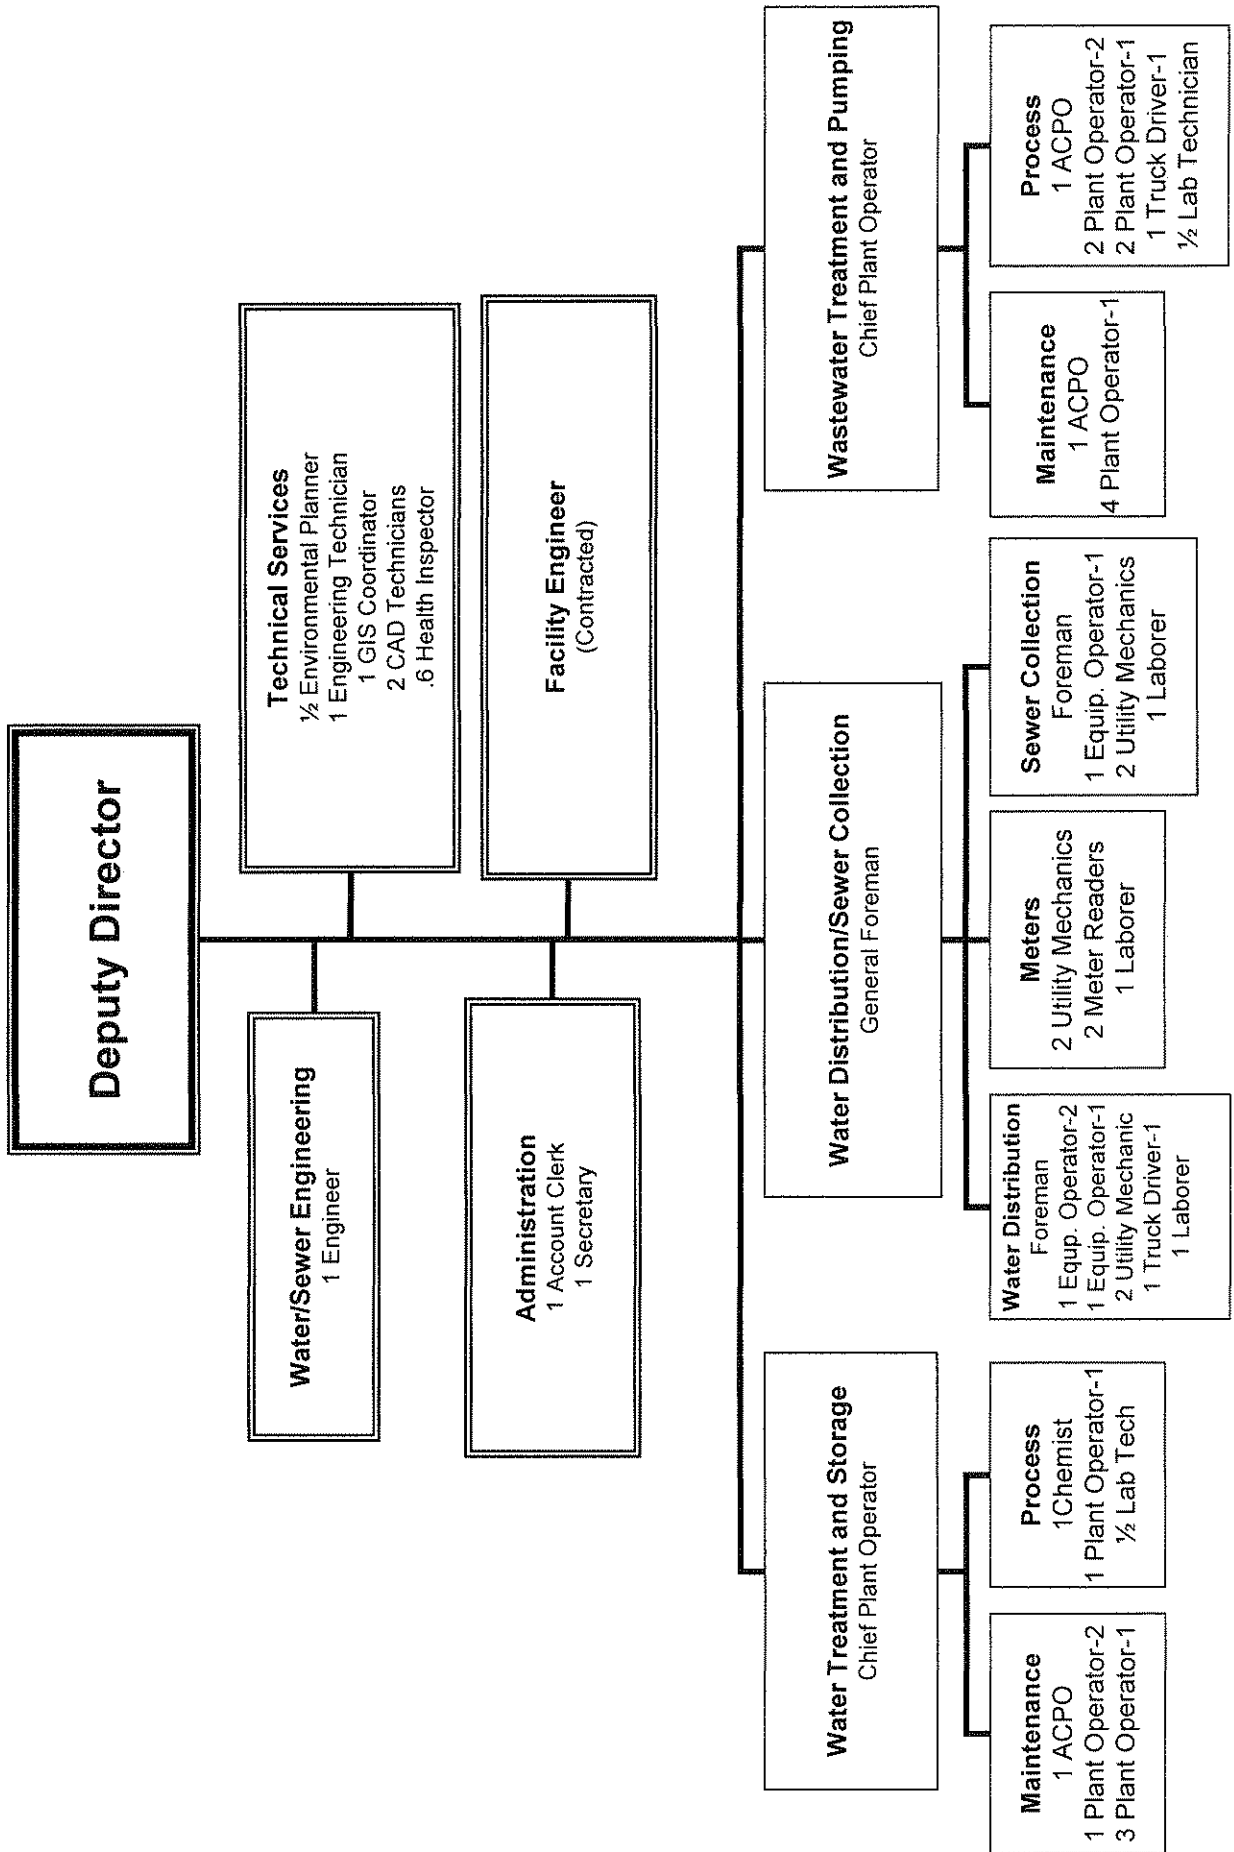 Deputy Director
Water/Sewer Engineering
1 Engineer
Technical Services
½ Environmental Planner
1 Engineering Technician
1 GIS Coordinator
2 CAD Technicians
.6 Health Inspector
Administration
1 Account Clerk
1 Secretary
Facility Engineer
(Contracted)
Water Treatment and Storage
Chief Plant Operator
Water Distribution/Sewer Collection
General Foreman
Wastewater Treatment and Pumping
Chief Plant Operator
Maintenance
1 ACPO
1 Plant Operator-2
3 Plant Operator-1
Process
1Chemist
1 Plant Operator-1
½ Lab Tech
Water Distribution
Foreman
1 Equp. Operator-2
1 Equip. Operator-1
2 Utility Mechanic
1 Truck Driver-1
1 Laborer
Meters
2 Utility Mechanics
2 Meter Readers
1 Laborer
Sewer Collection
Foreman
1 Equip. Operator-1
2 Utility Mechanics
1 Laborer
Maintenance
1 ACPO
4 Plant Operator-1
Process
1 ACPO
2 Plant Operator-2
2 Plant Operator-1
1 Truck Driver-1
½ Lab Technician